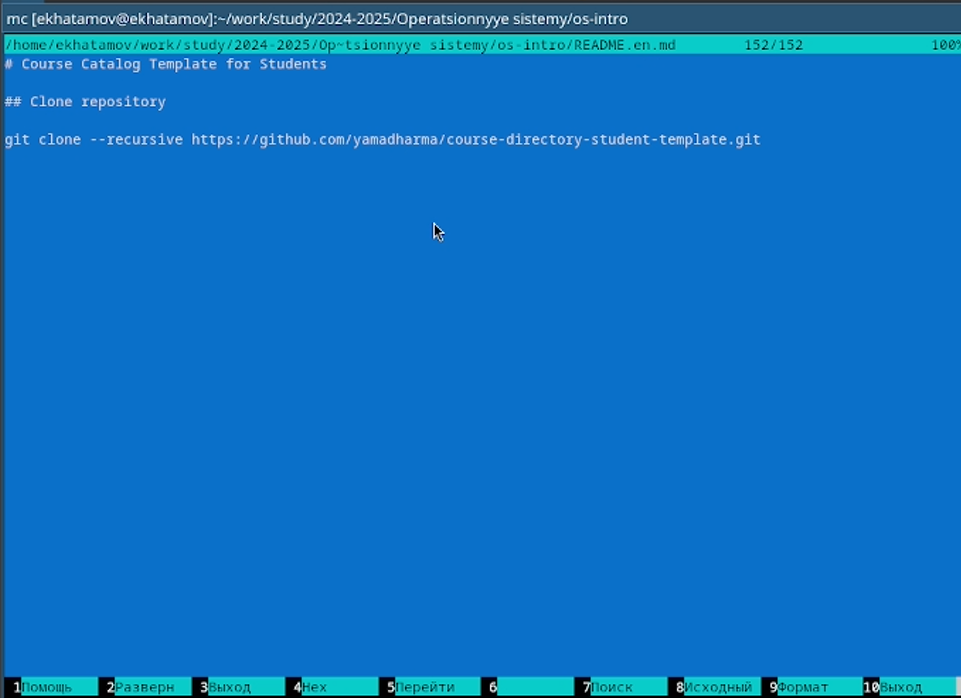 mc [ekhatamov@ekhatamov]:~/work/study/2024-2025/Operatsionnyye sistemy/os-intro
/home/ekhatamov/work/study/2024-2025/Op~tsionnyye sistemy/os-intro/README.en.md 152/152 100%
# Course Catalog Template for Students
## Clone repository
git clone --recursive https://github.com/yamadharma/course-directory-student-template.git
1Помощь 2Разверн 3Выход 4Hex 5Перейти 6 7Поиск 8Исходный 9Формат 10Выход